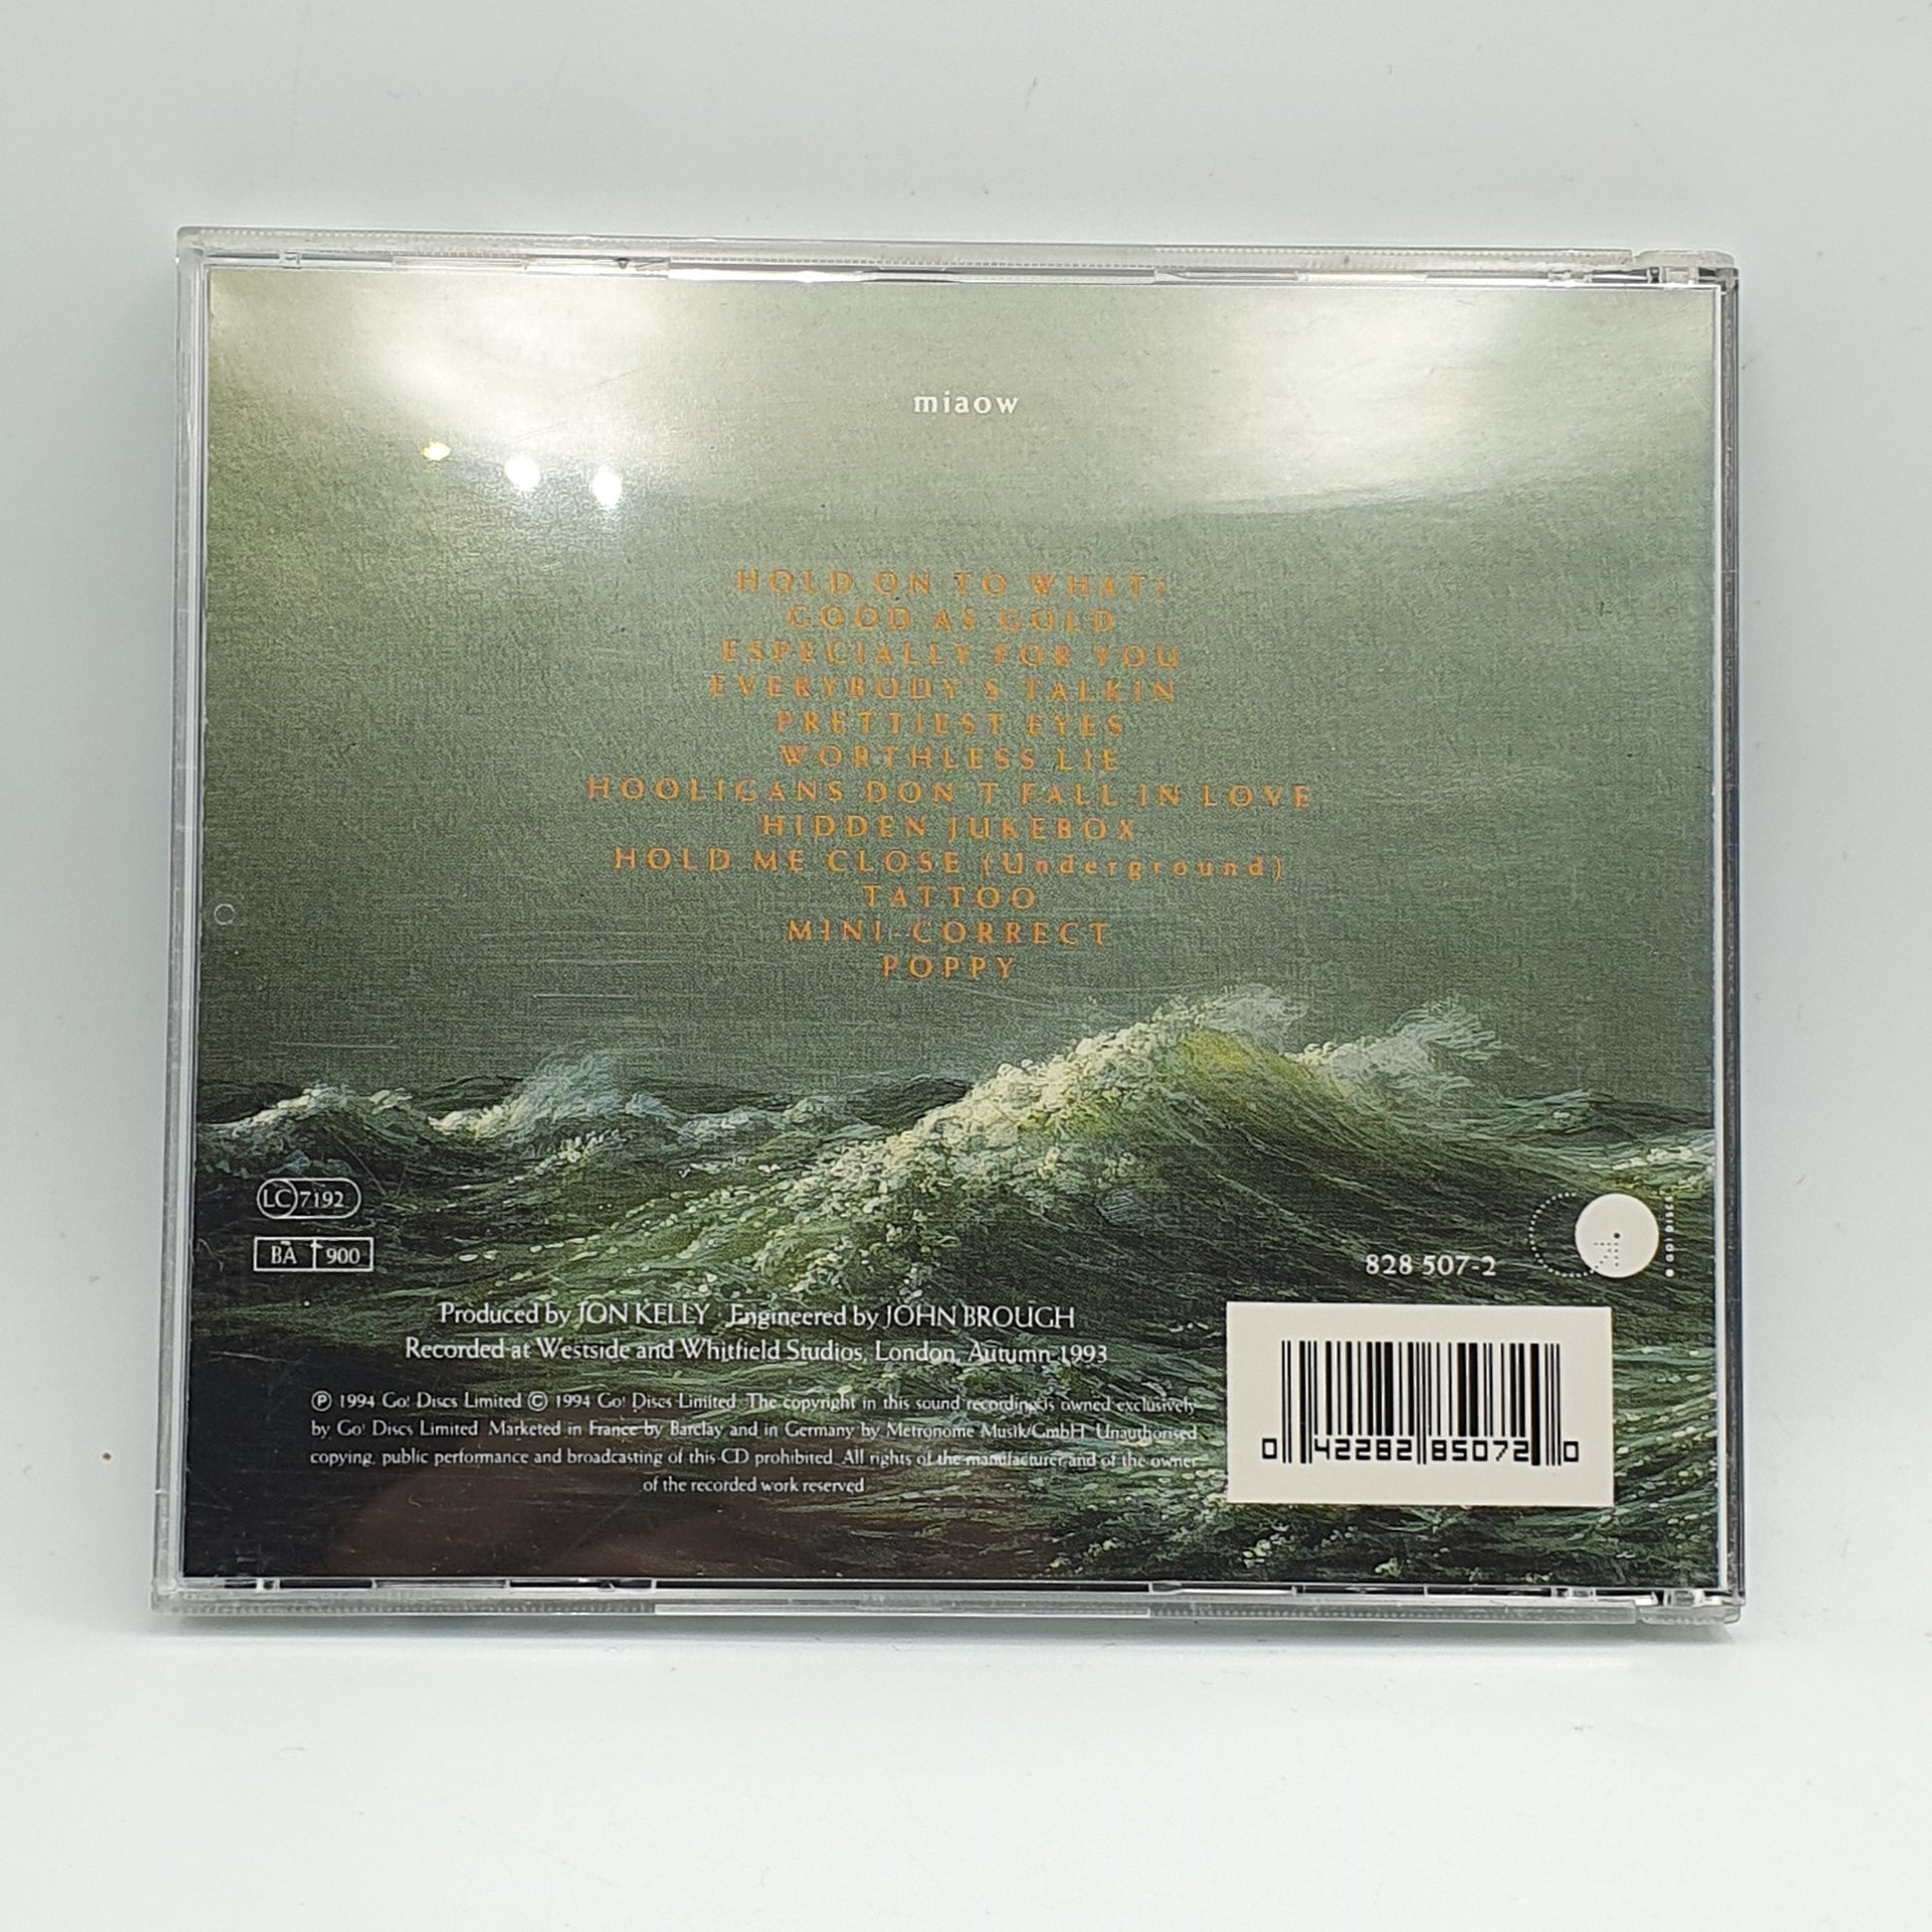 miaow
HOLD ON TO WHAT?
GOOD AS GOLD
ESPECIALLY FOR YOU
EVERYBODY'S TALKIN'
PRETTIEST EYES
WORTHLESS LIE
HOOLIGANS DON'T FALL IN LOVE
HIDDEN JUKEBOX
HOLD ME CLOSE (Underground)
TATTOO
MINI-CORRECT
POPPY
LC 7192
BA 900
828 507-2
Produced by JON KELLY · Engineered by JOHN BROUGH
Recorded at Westside and Whitfield Studios, London, Autumn 1993
℗ 1994 Go! Discs Limited © 1994 Go! Discs Limited. The copyright in this sound recording is owned exclusively
by Go! Discs Limited. Marketed in France by Barclay and in Germany by Metronome Musik/GmbH. Unauthorised
copying, public performance and broadcasting of this CD prohibited. All rights of the manufacturer and of the owner
of the recorded work reserved
0 42282 85072 0